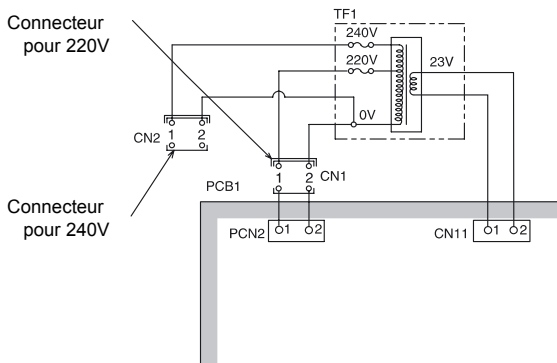 Connecteur
pour 220V
TF1
240V
220V
23V
0V
CN2 1 2
1 2 CN1
PCB1
Connecteur
pour 240V
PCN2 1 2
CN11 1 2